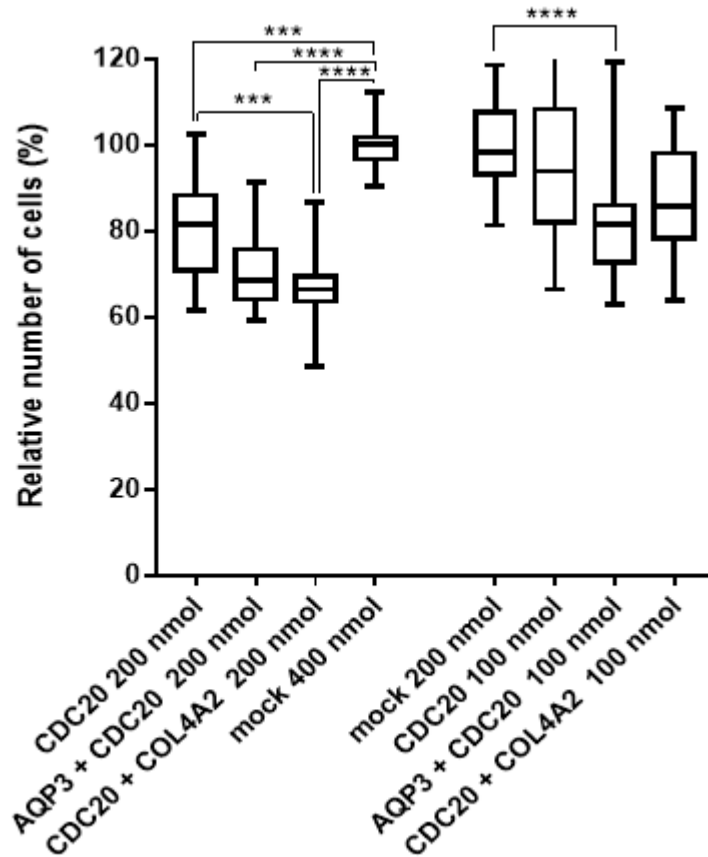 ***
****
****
****
***
120
100
80
60
40
20
0
Relative number of cells (%)
CDC20 200 nmol
AQP3 + CDC20 200 nmol
CDC20 + COL4A2 200 nmol
mock 400 nmol
mock 200 nmol
CDC20 100 nmol
AQP3 + CDC20 100 nmol
CDC20 + COL4A2 100 nmol